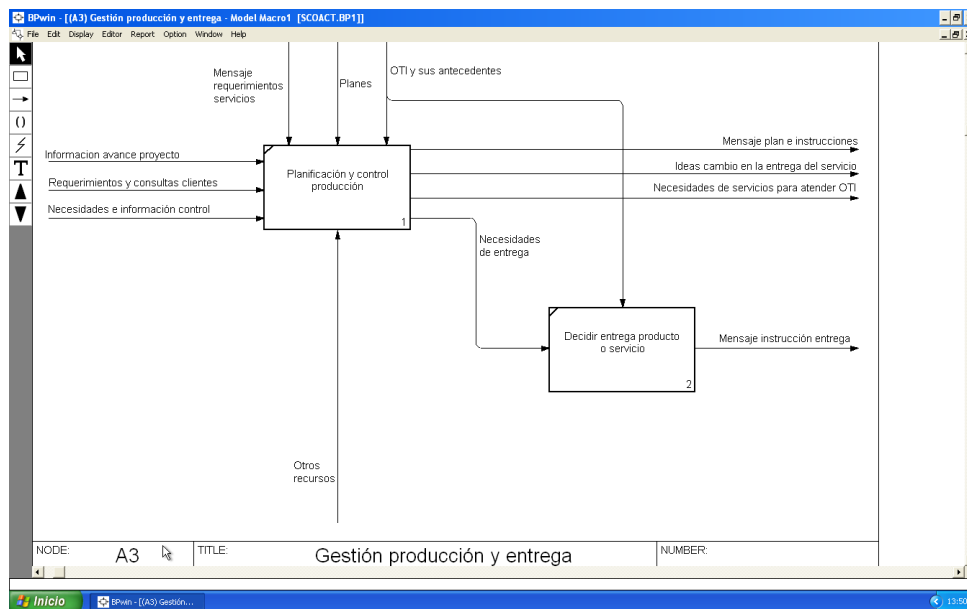 BPwin - [(A3) Gestión producción y entrega - Model Macro1 [SCOACT.BP1]]
File Edit Display Editor Report Option Window Help
Mensaje
requerimientos
servicios
Planes
OTI y sus antecedentes
Informacion avance proyecto
Requerimientos y consultas clientes
Necesidades e información control
Planificación y control
producción
1
Mensaje plan e instrucciones
Ideas cambio en la entrega del servicio
Necesidades de servicios para atender OTI
Necesidades
de entrega
Decidir entrega producto
o servicio
2
Mensaje instrucción entrega
Otros
recursos
NODE: A3 TITLE: Gestión producción y entrega NUMBER:
Inicio BPwin - [(A3) Gestión... 13:50